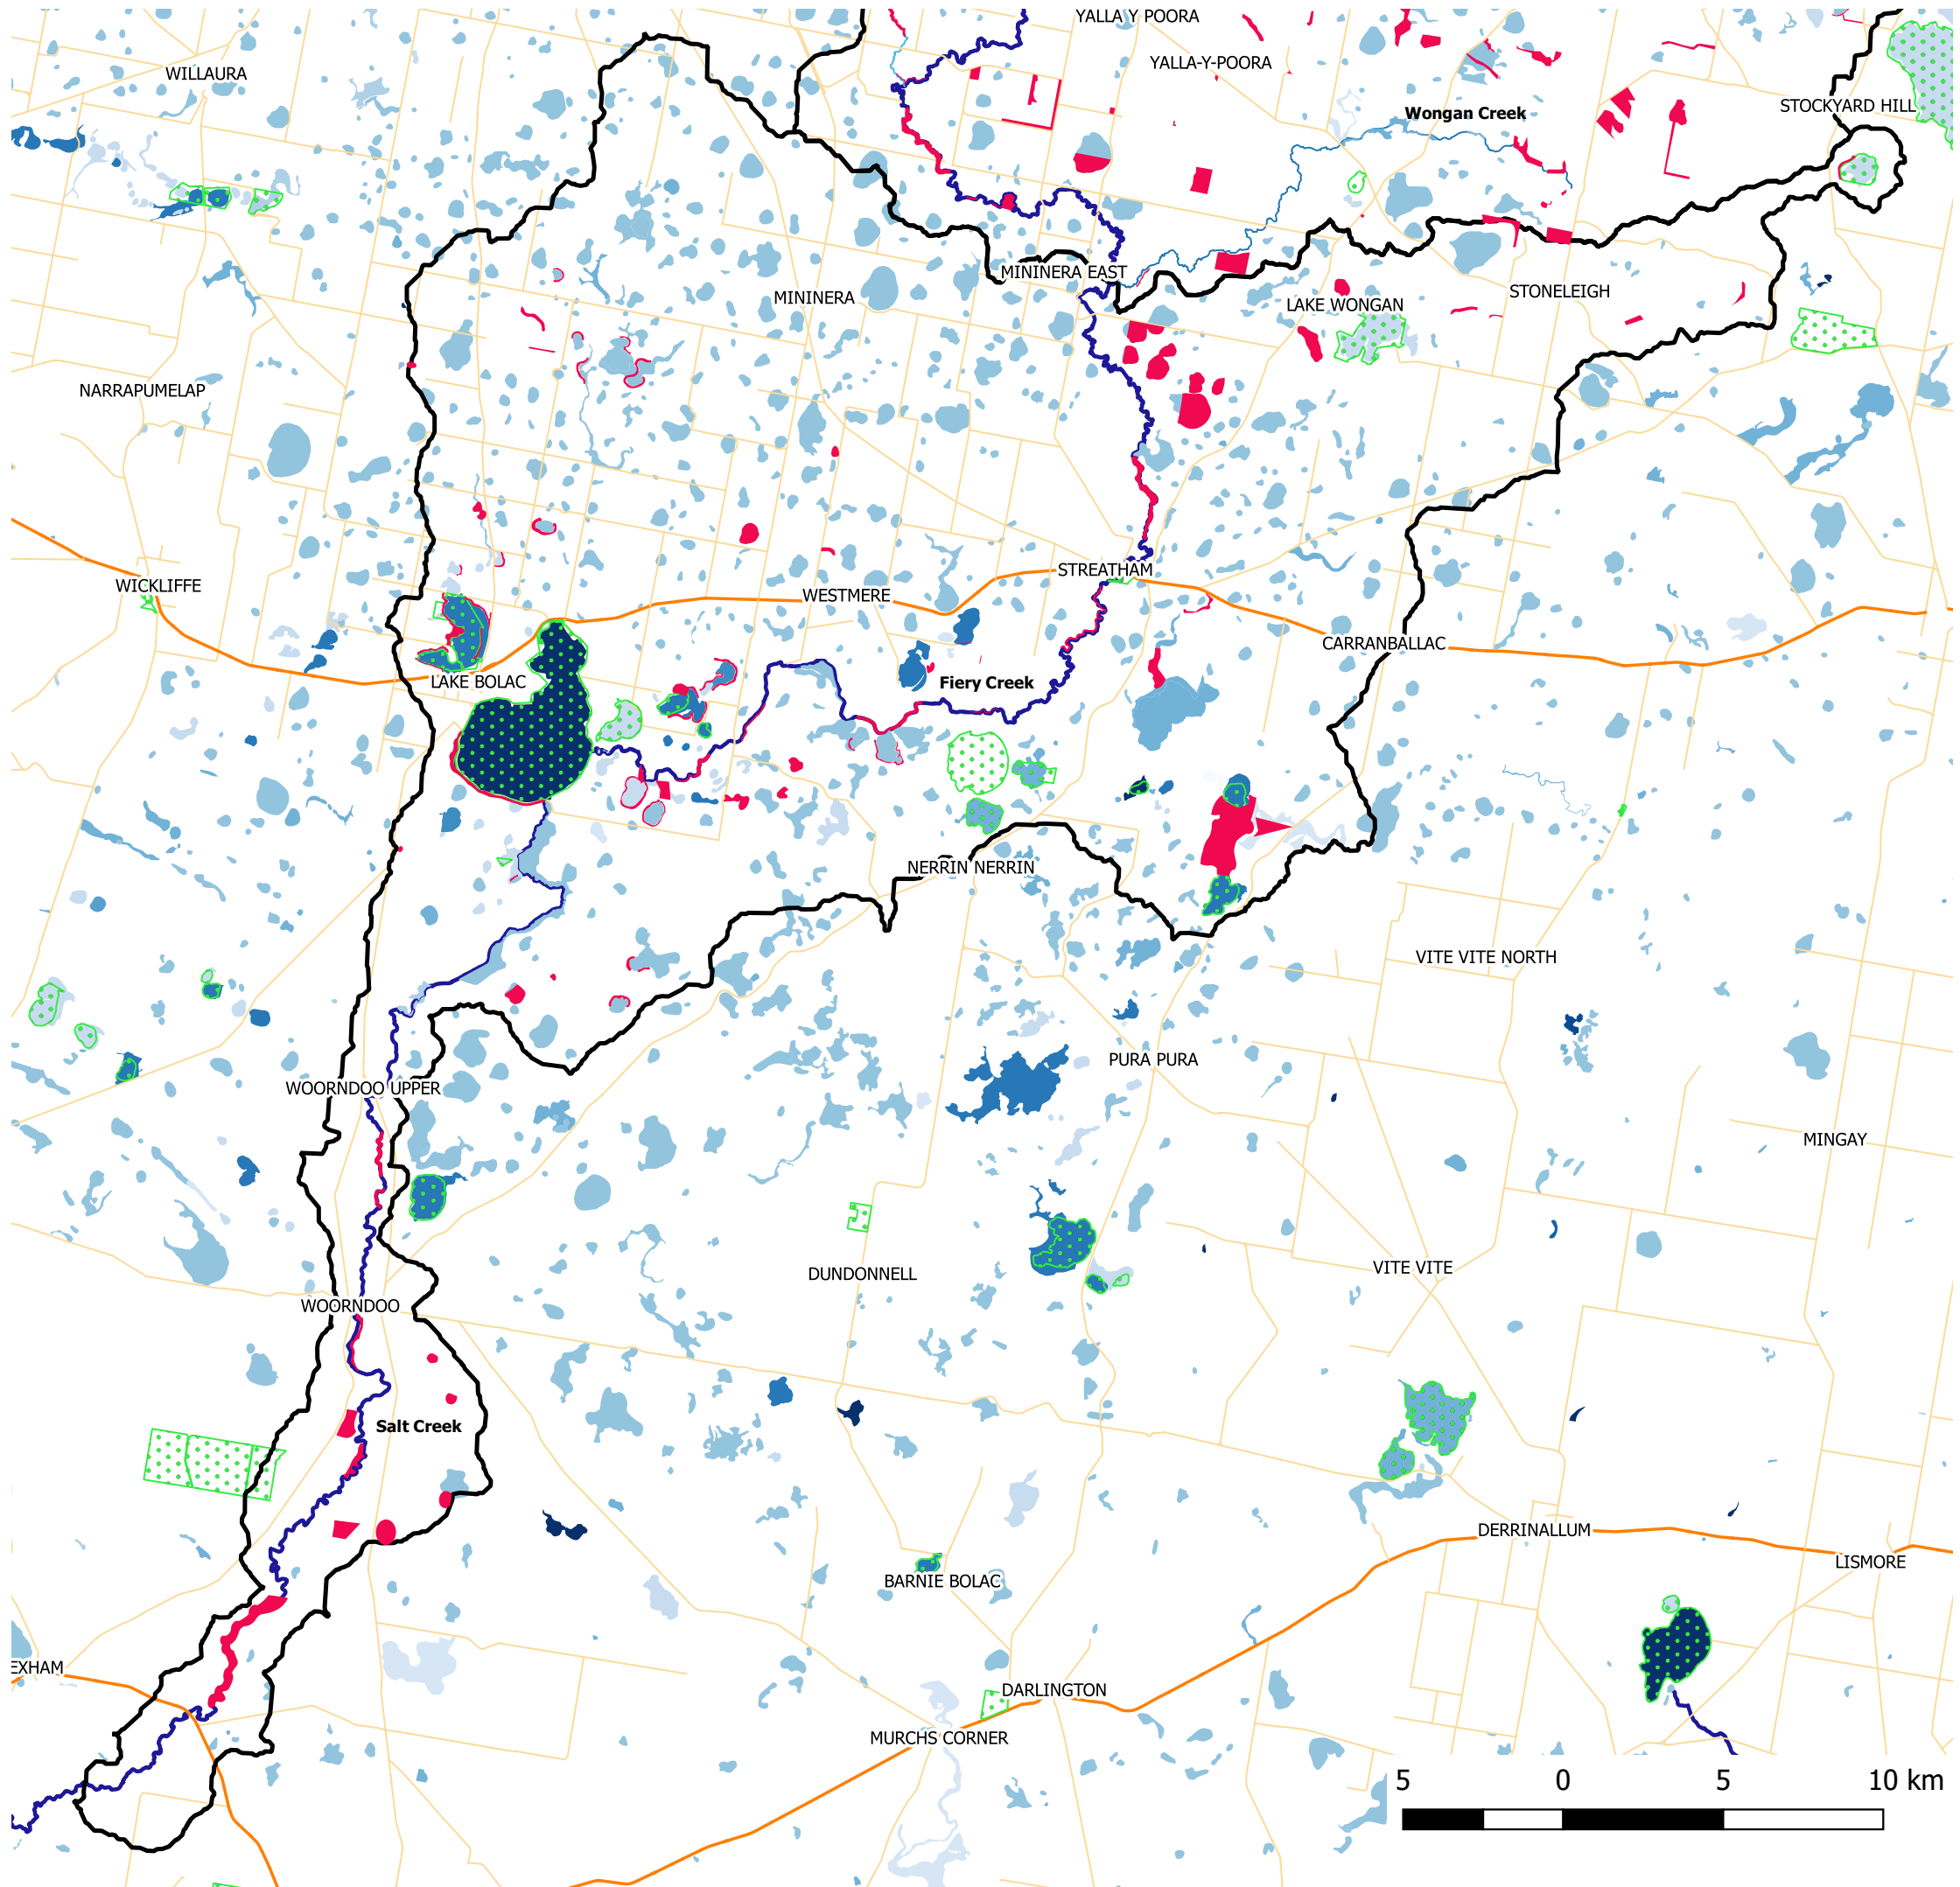 YALLA Y POORA
YALLA-Y-POORA
WILLAURA
STOCKYARD HILL
Wongan Creek
MININERA EAST
STONELEIGH
MININERA
LAKE WONGAN
NARRAPUMELAP
STREATHAM
WICKLIFFE
WESTMERE
CARRANBALLAC
LAKE BOLAC
Fiery Creek
NERRIN NERRIN
VITE VITE NORTH
PURA PURA
WOORNDOO UPPER
MINGAY
VITE VITE
DUNDONNELL
WOORNDOO
Salt Creek
DERRINALLUM
LISMORE
BARNIE BOLAC
EXHAM
DARLINGTON
MURCHS CORNER
5 0 5 10 km